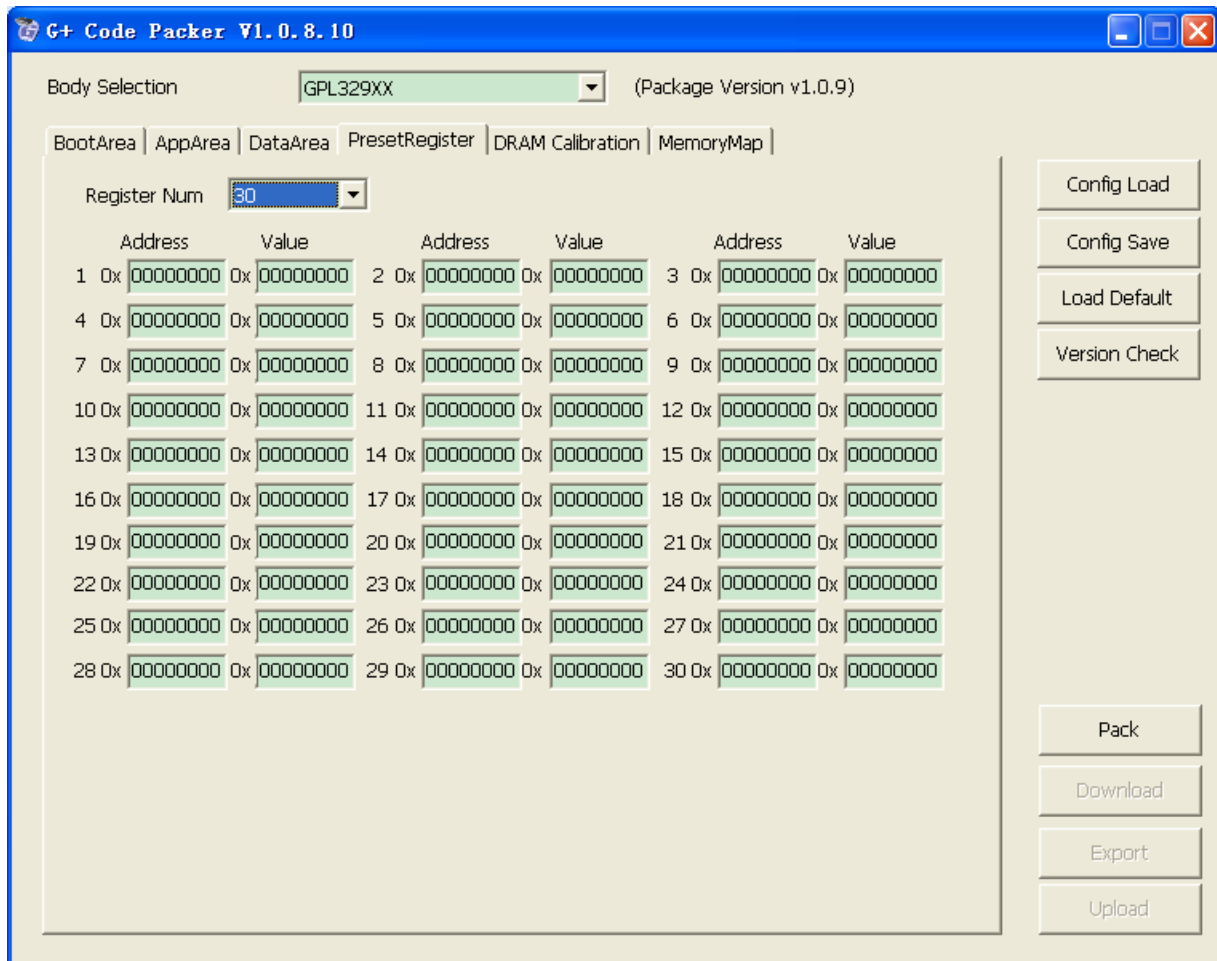 G+ Code Packer V1.0.8.10
Body Selection GPL329XX (Package Version v1.0.9)
BootArea AppArea DataArea PresetRegister DRAM Calibration MemoryMap
Register Num 30
Address Value Address Value Address Value
1 0x 00000000 0x 00000000 2 0x 00000000 0x 00000000 3 0x 00000000 0x 00000000
4 0x 00000000 0x 00000000 5 0x 00000000 0x 00000000 6 0x 00000000 0x 00000000
7 0x 00000000 0x 00000000 8 0x 00000000 0x 00000000 9 0x 00000000 0x 00000000
10 0x 00000000 0x 00000000 11 0x 00000000 0x 00000000 12 0x 00000000 0x 00000000
13 0x 00000000 0x 00000000 14 0x 00000000 0x 00000000 15 0x 00000000 0x 00000000
16 0x 00000000 0x 00000000 17 0x 00000000 0x 00000000 18 0x 00000000 0x 00000000
19 0x 00000000 0x 00000000 20 0x 00000000 0x 00000000 21 0x 00000000 0x 00000000
22 0x 00000000 0x 00000000 23 0x 00000000 0x 00000000 24 0x 00000000 0x 00000000
25 0x 00000000 0x 00000000 26 0x 00000000 0x 00000000 27 0x 00000000 0x 00000000
28 0x 00000000 0x 00000000 29 0x 00000000 0x 00000000 30 0x 00000000 0x 00000000
Config Load
Config Save
Load Default
Version Check
Pack
Download
Export
Upload